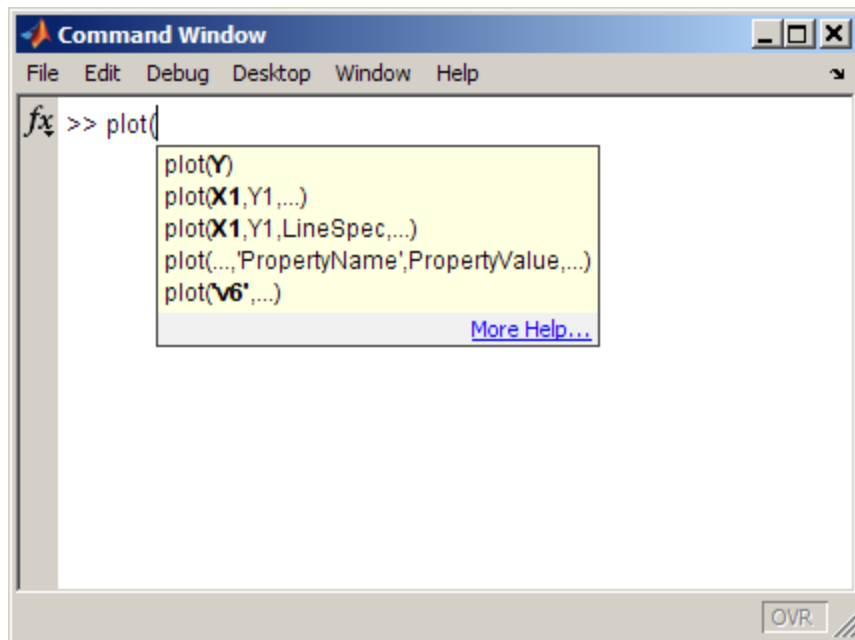 Command Window
File Edit Debug Desktop Window Help
fx >> plot(
plot(Y)
plot(X1,Y1,...)
plot(X1,Y1,LineSpec,...)
plot(...,'PropertyName',PropertyValue,...)
plot('v6',...)
More Help...
OVR